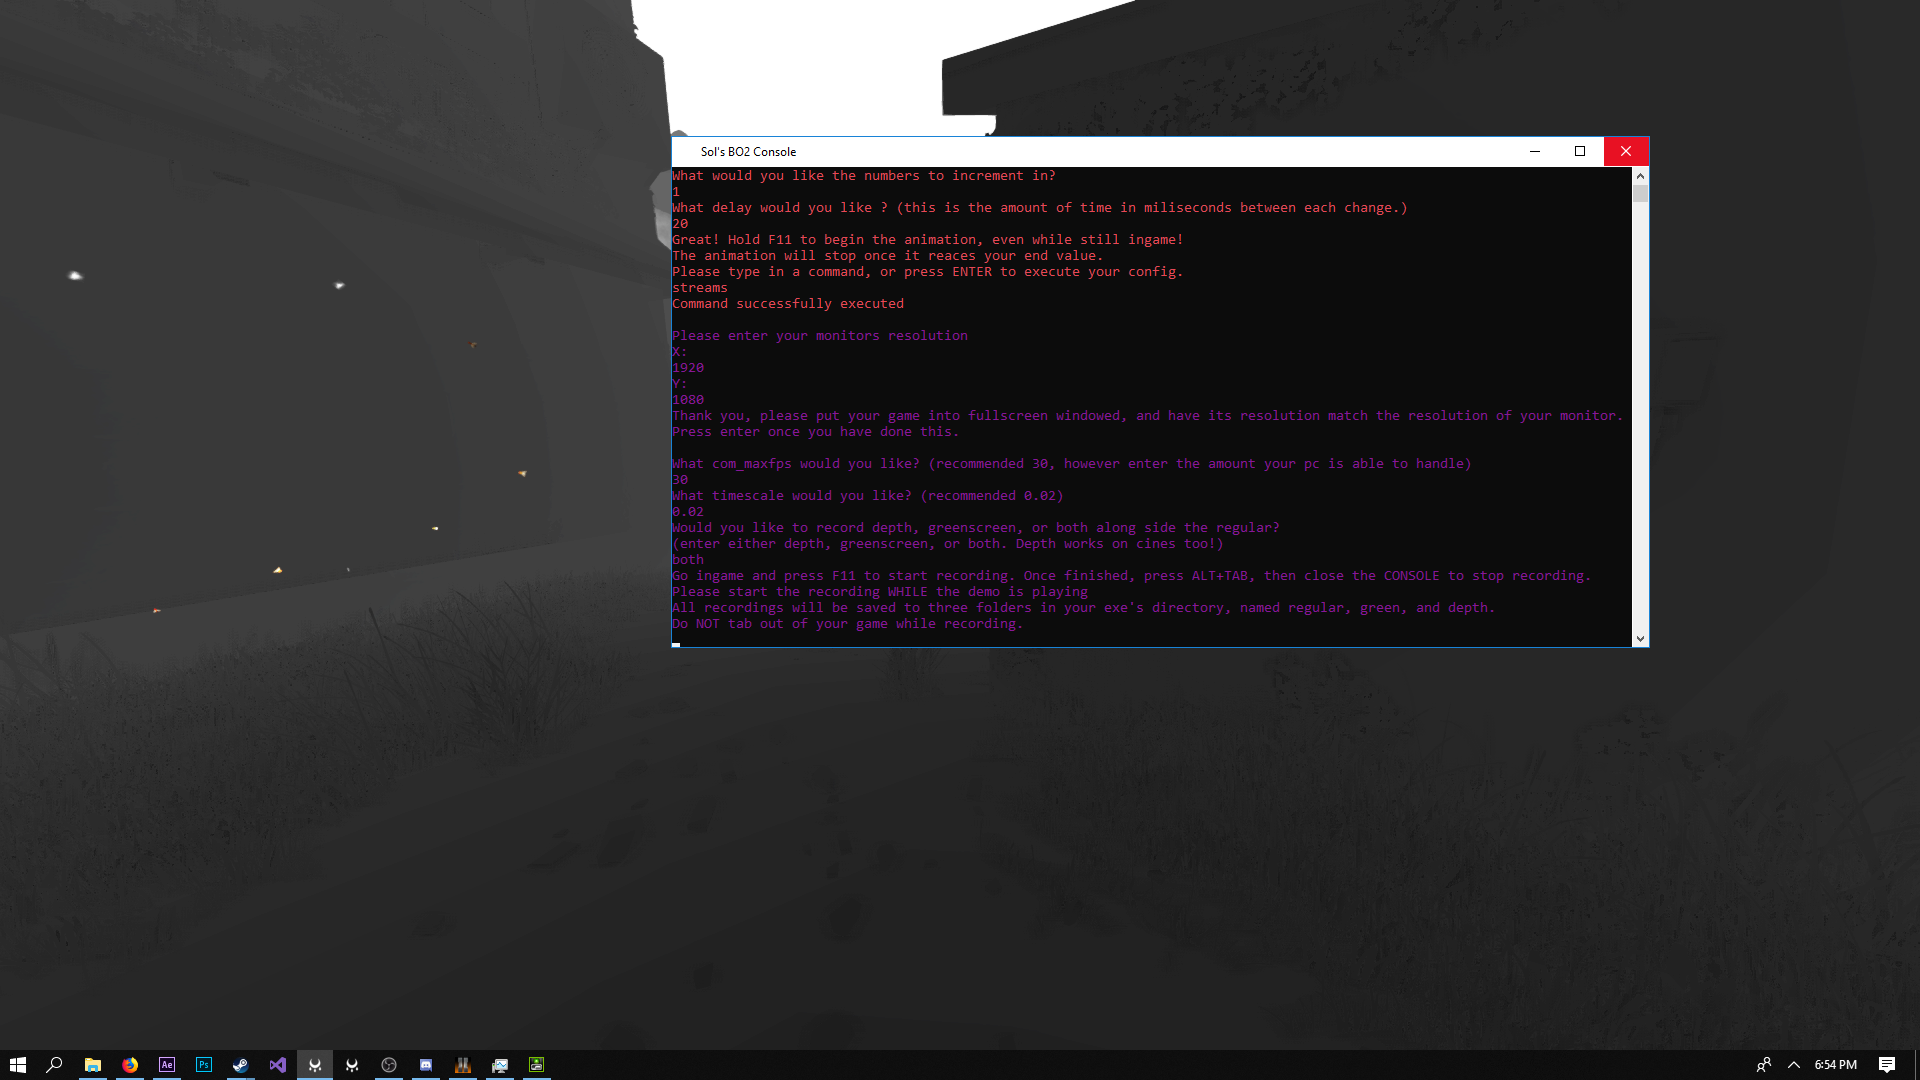 Sol's BO2 Console
What would you like the numbers to increment in?
1
What delay would you like ? (this is the amount of time in miliseconds between each change.)
20
Great! Hold F11 to begin the animation, even while still ingame!
The animation will stop once it reaces your end value.
Please type in a command, or press ENTER to execute your config.
streams
Command successfully executed
Please enter your monitors resolution
X:
1920
Y:
1080
Thank you, please put your game into fullscreen windowed, and have its resolution match the resolution of your monitor.
Press enter once you have done this.
What com_maxfps would you like? (recommended 30, however enter the amount your pc is able to handle)
30
What timescale would you like? (recommended 0.02)
0.02
Would you like to record depth, greenscreen, or both along side the regular?
(enter either depth, greenscreen, or both. Depth works on cines too!)
both
Go ingame and press F11 to start recording. Once finished, press ALT+TAB, then close the CONSOLE to stop recording.
Please start the recording WHILE the demo is playing
All recordings will be saved to three folders in your exe's directory, named regular, green, and depth.
Do NOT tab out of your game while recording.
Ae
Ps
6:54 PM